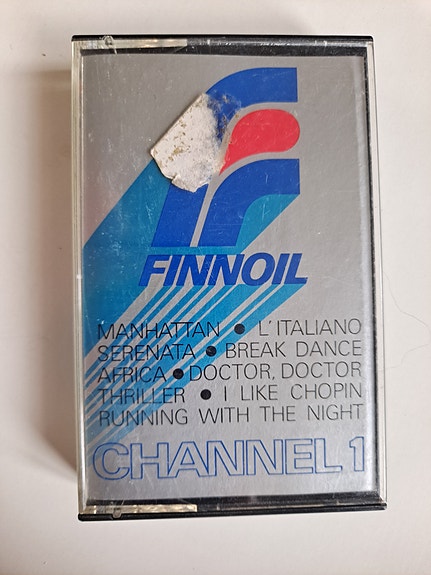 FINNOIL
MANHATTAN • L'ITALIANO
SERENATA • BREAK DANCE
AFRICA • DOCTOR, DOCTOR
THRILLER • I LIKE CHOPIN
RUNNING WITH THE NIGHT
CHANNEL 1